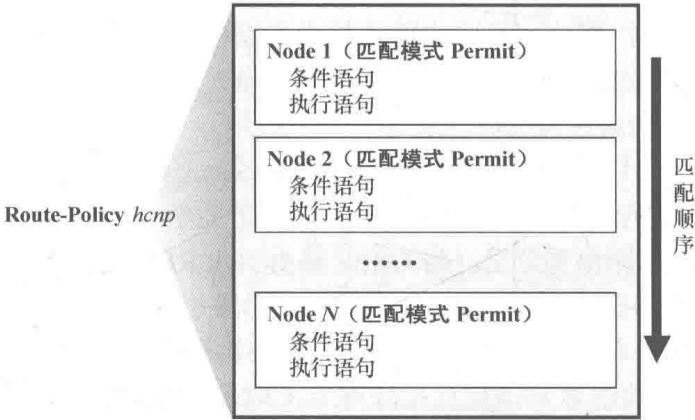 Node 1（匹配模式 Permit）
条件语句
执行语句
Node 2（匹配模式 Permit）
条件语句
执行语句
Route-Policy hcnp
匹配顺序
……
Node N（匹配模式 Permit）
条件语句
执行语句